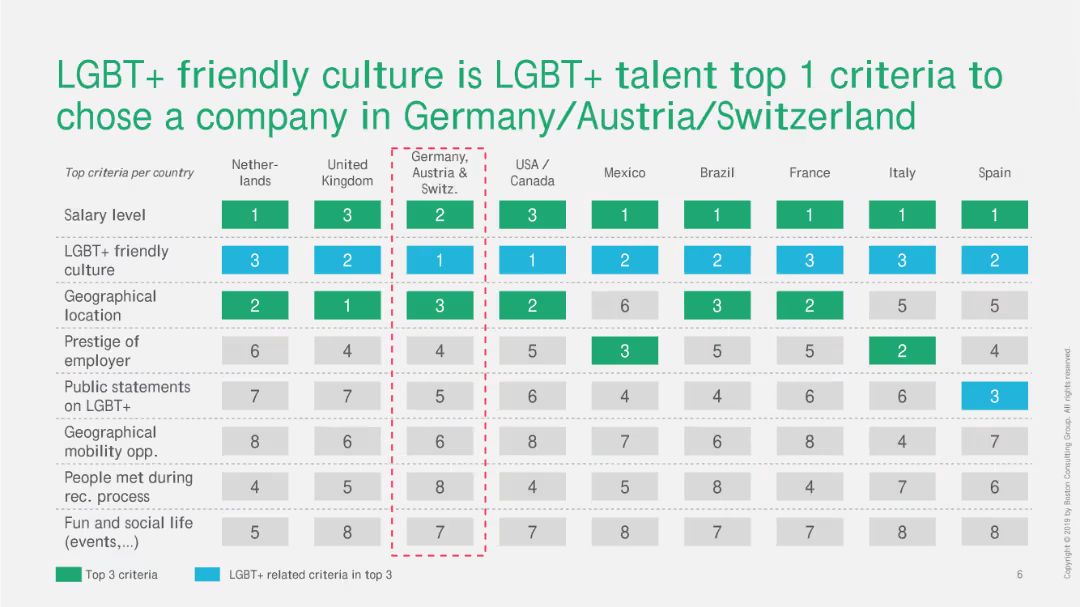 LGBT+ friendly culture is LGBT+ talent top 1 criteria to
chose a company in Germany/Austria/Switzerland
Top criteria per country
Nether-
lands
United
Kingdom
Germany,
Austria &
Switz.
USA /
Canada
Mexico
Brazil
France
Italy
Spain
Salary level
1 3 2 3 1 1 1 1 1
LGBT+ friendly
culture
3 2 1 1 2 2 3 3 2
Geographical
location
2 1 3 2 6 3 2 5 5
Prestige of
employer
6 4 4 5 3 5 5 2 4
Public statements
on LGBT+
7 7 5 6 4 4 6 6 3
Geographical
mobility opp.
8 6 6 8 7 6 8 4 7
People met during
rec. process
4 5 8 4 5 8 4 7 6
Fun and social life
(events,...)
5 8 7 7 8 7 7 8 8
Top 3 criteria
LGBT+ related criteria in top 3
6
Copyright © 2019 by Boston Consulting Group. All rights reserved.